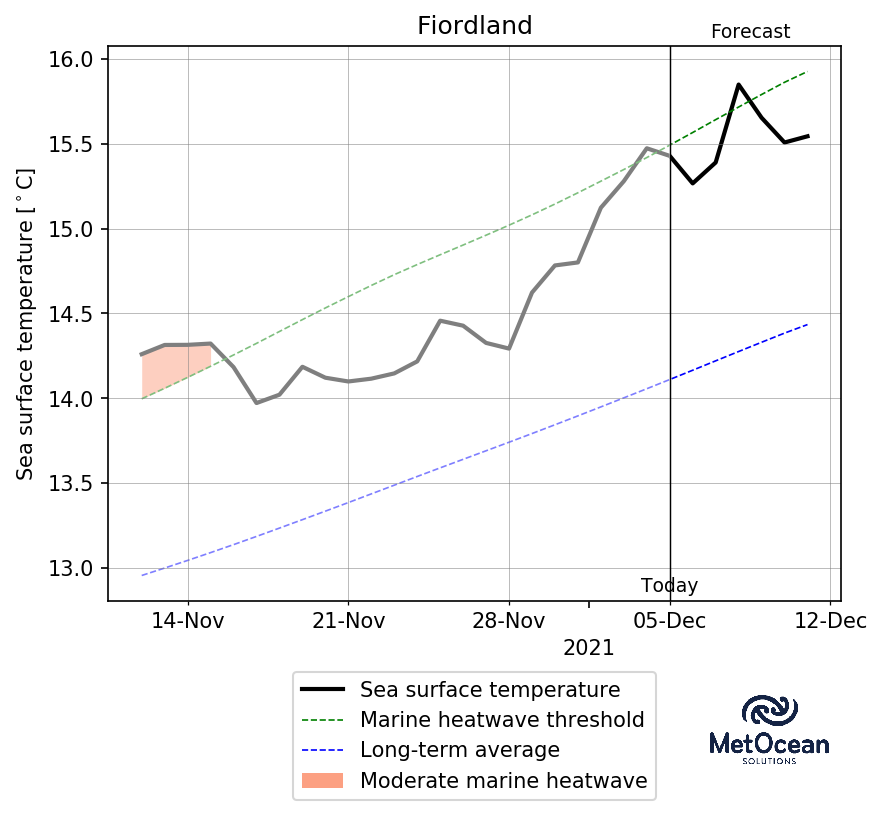 Fiordland
Forecast
Sea surface temperature [°C]
16.0
15.5
15.0
14.5
14.0
13.5
13.0
Today
14-Nov 21-Nov 28-Nov 05-Dec 12-Dec
2021
Sea surface temperature
Marine heatwave threshold
Long-term average
Moderate marine heatwave
MetOcean
SOLUTIONS